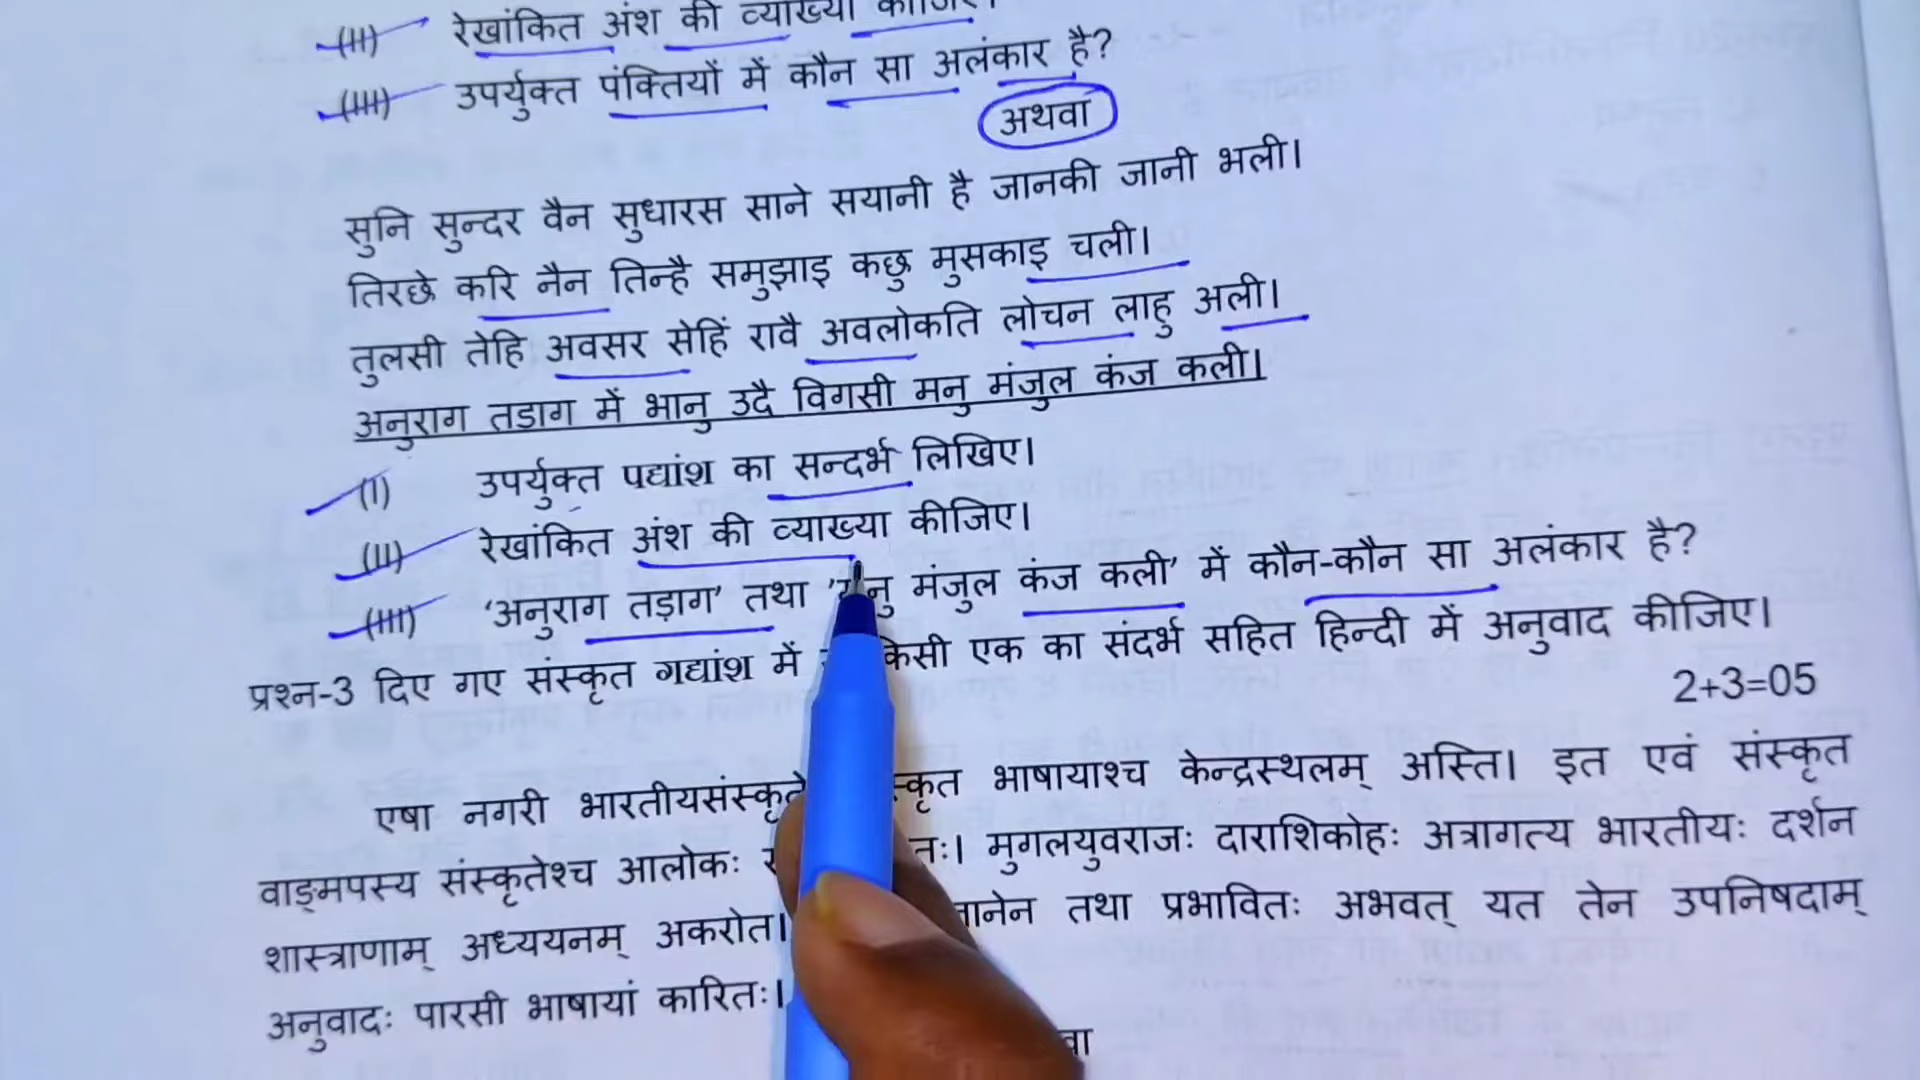 (II) रेखांकित अंश की व्याख्या कीजिए।
(III) उपर्युक्त पंक्तियों में कौन सा अलंकार है?
अथवा
सुनि सुन्दर वैन सुधारस साने सयानी है जानकी जानी भली।
तिरछे करि नैन तिन्है समुझाइ कछु मुसकाइ चली।
तुलसी तेहि अवसर सेहिं रावै अवलोकति लोचन लाहु अली।
अनुराग तडाग में भानु उदै विगसी मनु मंजुल कंज कली।
(I) उपर्युक्त पद्यांश का सन्दर्भ लिखिए।
(II) रेखांकित अंश की व्याख्या कीजिए।
(III) 'अनुराग तड़ाग' तथा मंजुल कंज कली' में कौन-कौन सा अलंकार है?
प्रश्न-3 दिए गए संस्कृत गद्यांश में किसी एक का संदर्भ सहित हिन्दी में अनुवाद कीजिए।
2+3=05
एषा नगरी भारतीयसंस्कृते भाषायाश्च केन्द्रस्थलम् अस्ति। इत एवं संस्कृत
वाङ्मपस्य संस्कृतेश्च आलोकः मुगलयुवराजः दाराशिकोहः अत्रागत्य भारतीयः दर्शन
शास्त्राणाम् अध्ययनम् अकरोत। तथा प्रभावितः अभवत् यत तेन उपनिषदाम्
अनुवादः पारसी भाषायां कारितः।